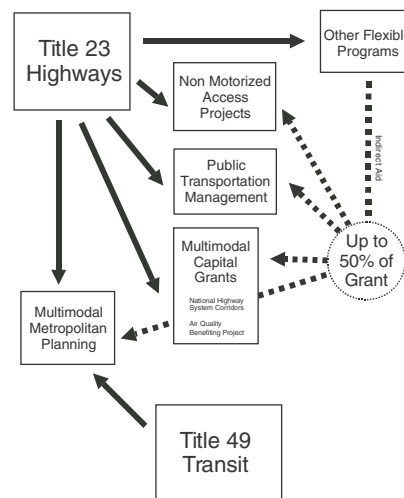 Title 23
Highways
Other Flexible
Programs
Non Motorized
Access
Projects
Indirect Aid
Public
Transportation
Management
Up to
50% of
Grant
Multimodal
Capital
Grants
National Highway
System Corridors
Air Quality
Benefiting Project
Multimodal
Metropolitan
Planning
Title 49
Transit